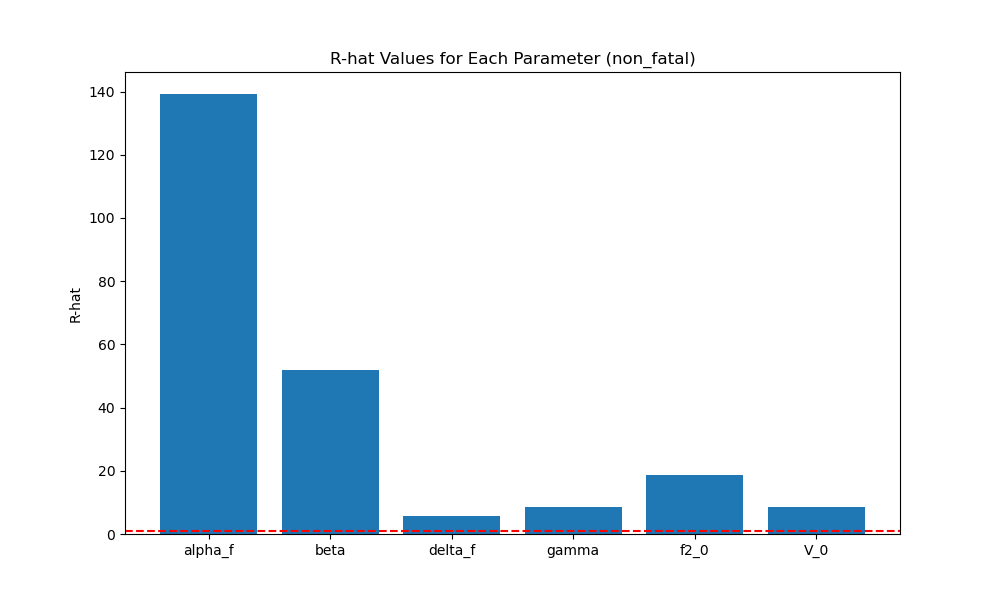 R-hat Values for Each Parameter (non_fatal)
140
120
100
80
60
40
20
0
R-hat
alpha_f beta delta_f gamma f2_0 V_0